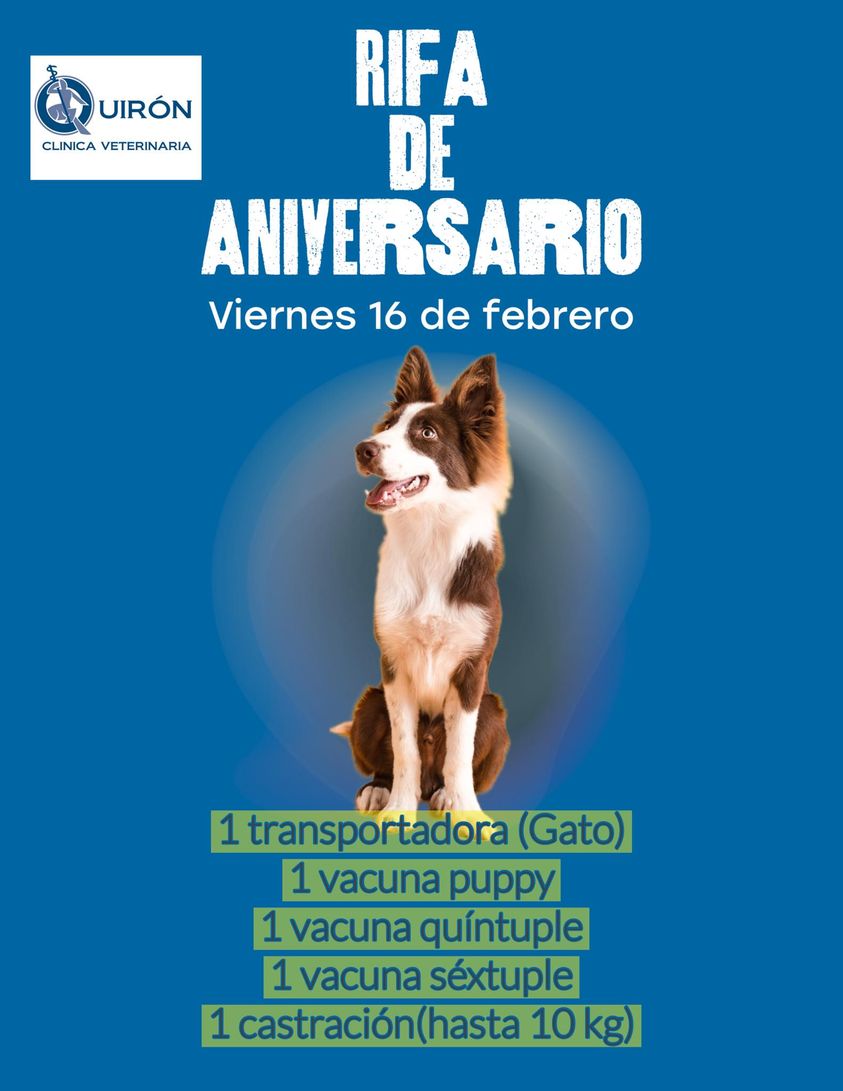 QUIRÓN
CLINICA VETERINARIA
RIFA
DE
ANIVERSARIO
Viernes 16 de febrero
1 transportadora (Gato)
1 vacuna puppy
1 vacuna quíntuple
1 vacuna séxtuple
1 castración(hasta 10 kg)